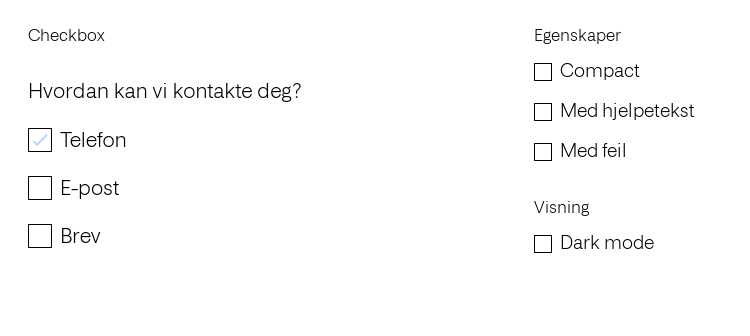 Checkbox
Hvordan kan vi kontakte deg?
Telefon
E-post
Brev
Egenskaper
Compact
Med hjelpetekst
Med feil
Visning
Dark mode